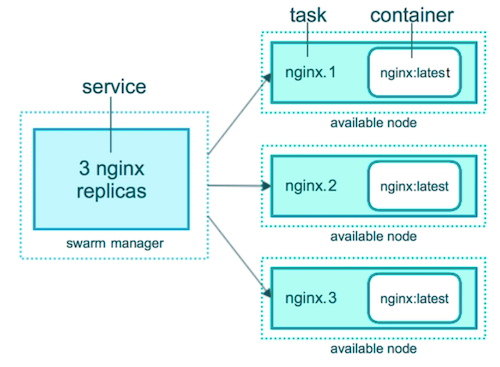 task
container
service
nginx.1
nginx:latest
available node
3 nginx
replicas
swarm manager
nginx.2
nginx:latest
available node
nginx.3
nginx:latest
available node